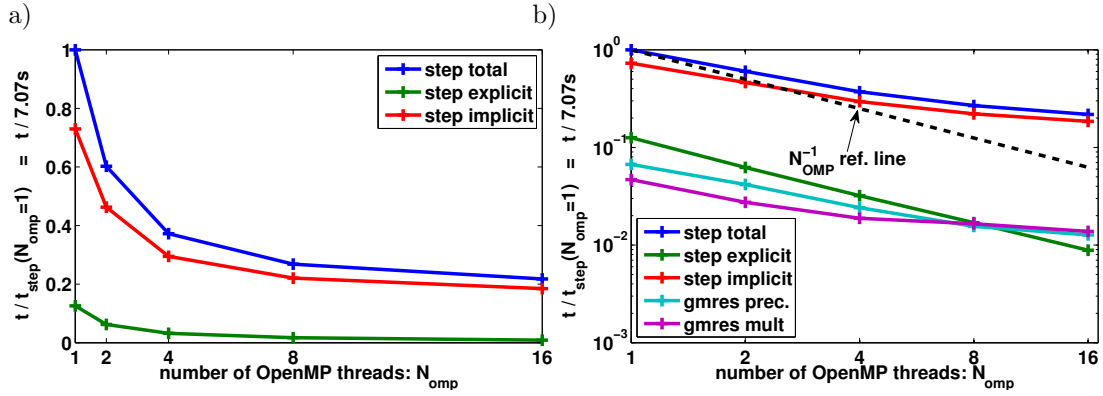 a)
t / t_step(N_omp=1) = t / 7.07s
1
0.8
0.6
0.4
0.2
0
step total
step explicit
step implicit
1 2 4 8 16
number of OpenMP threads: N_omp
b)
t / t_step(N_omp=1) = t / 7.07s
10^0
10^-1
10^-2
10^-3
N_OMP^-1 ref. line
step total
step explicit
step implicit
gmres prec.
gmres mult
1 2 4 8 16
number of OpenMP threads: N_omp